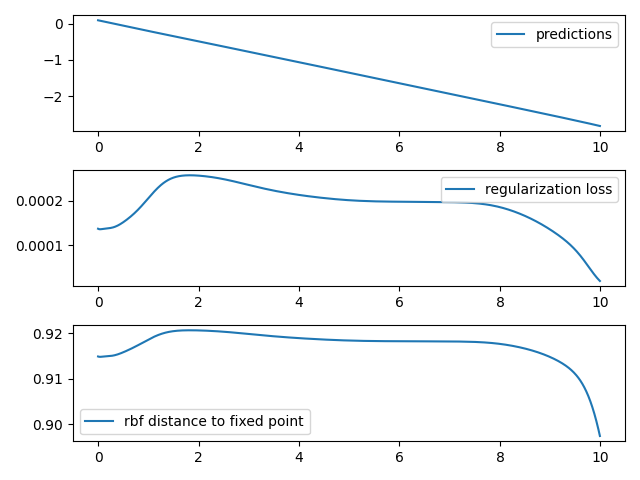 0
−1
−2
predictions
0 2 4 6 8 10
0.0002
0.0001
regularization loss
0 2 4 6 8 10
0.92
0.91
0.90
rbf distance to fixed point
0 2 4 6 8 10